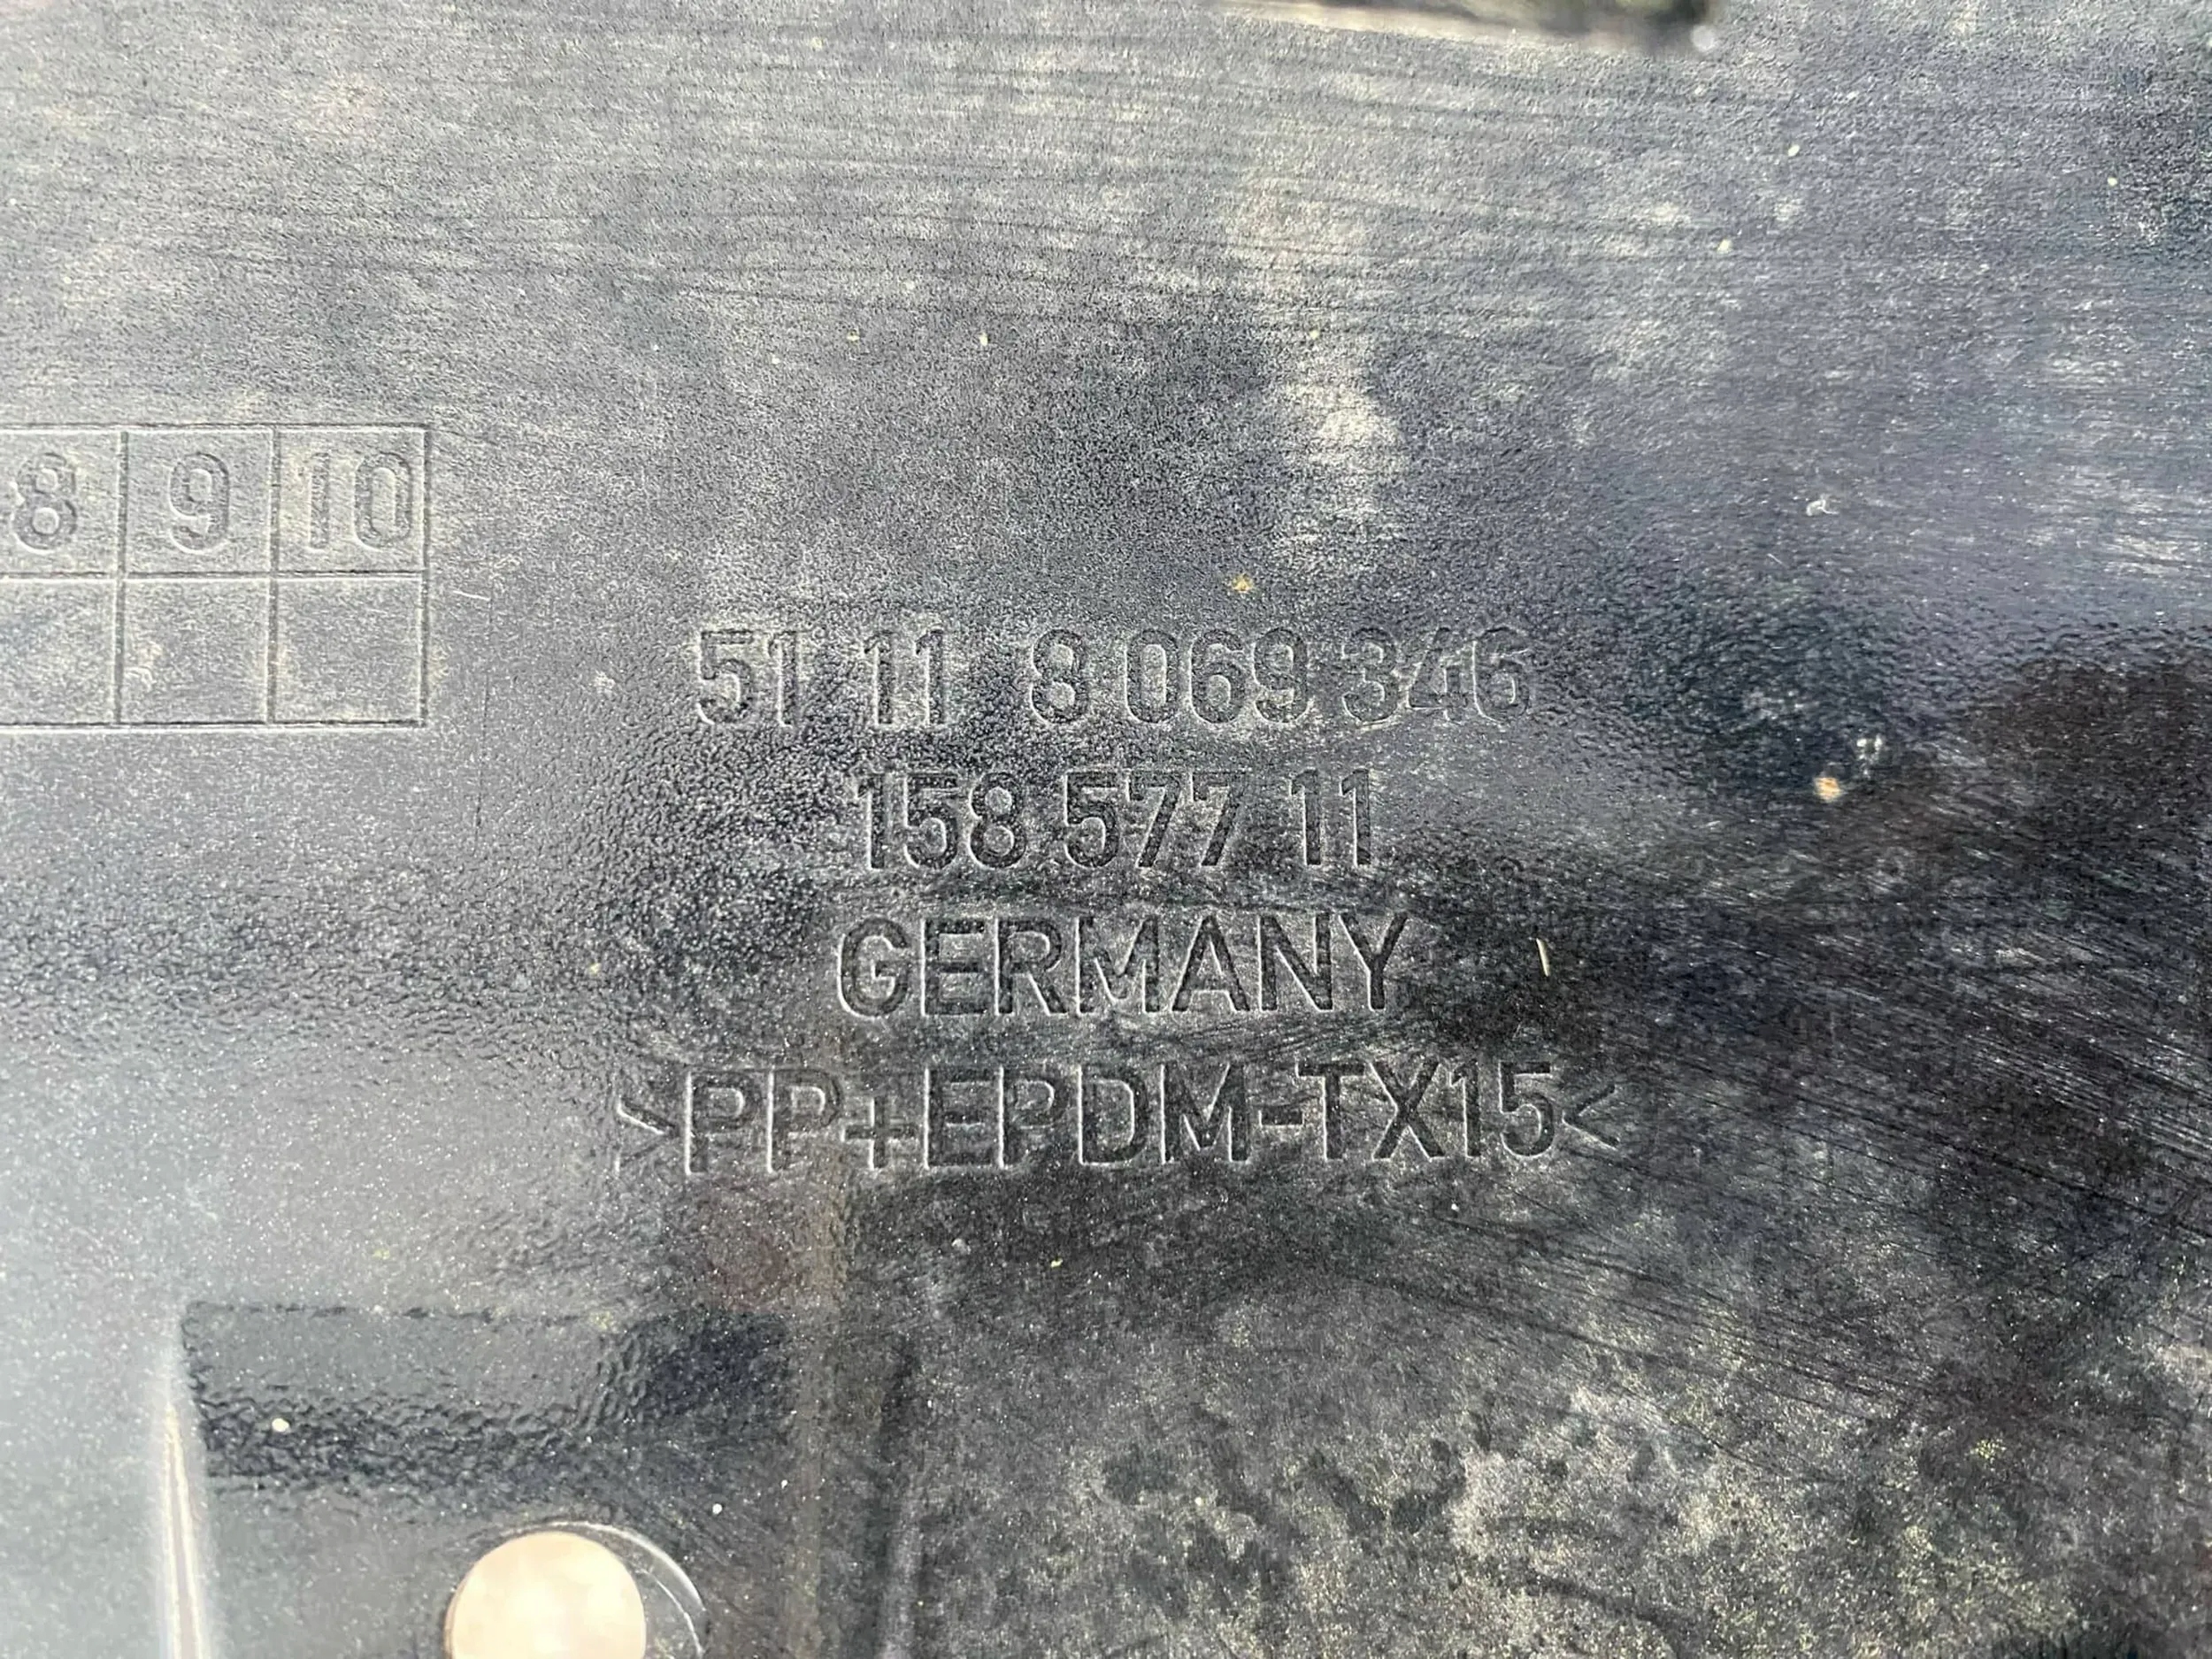 8 9 10
51 11 8 069 346
158 577 11
GERMANY
>PP+EPDM-TX15<